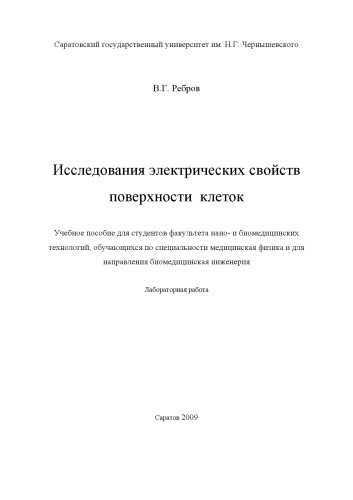 Саратовский государственный университет им. Н.Г. Чернышевского
В.Г. Ребров
Исследования электрических свойств
поверхности клеток
Учебное пособие для студентов факультета нано- и биомедицинских
технологий, обучающихся по специальности медицинская физика и для
направления биомедицинская инженерия
Лабораторная работа
Саратов 2009